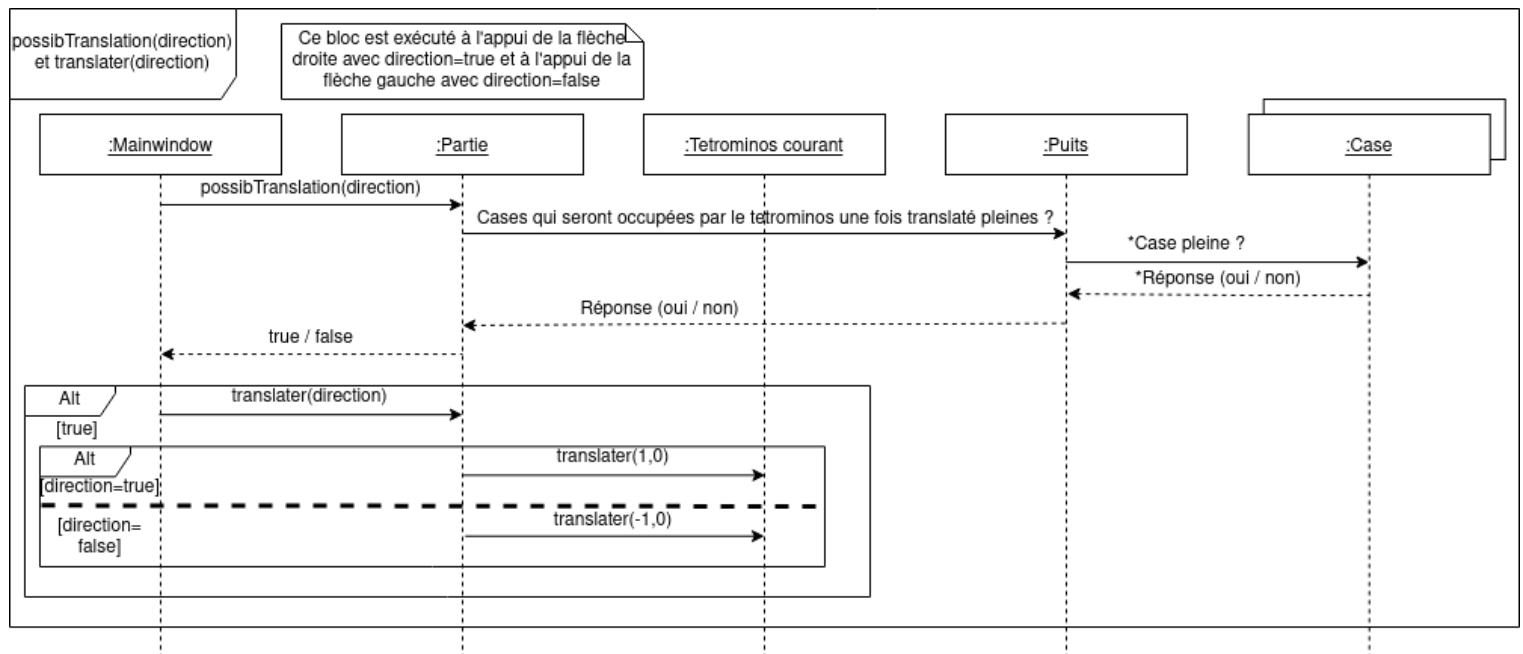 possibTranslation(direction)
et translater(direction)
Ce bloc est exécuté à l'appui de la flèche
droite avec direction=true et à l'appui de la
flèche gauche avec direction=false
:Mainwindow
:Partie
:Tetrominos courant
:Puits
:Case
possibTranslation(direction)
Cases qui seront occupées par le tetrominos une fois translaté pleines ?
*Case pleine ?
*Réponse (oui / non)
Réponse (oui / non)
true / false
Alt
translater(direction)
[true]
Alt
translater(1,0)
[direction=true]
[direction=
false]
translater(-1,0)